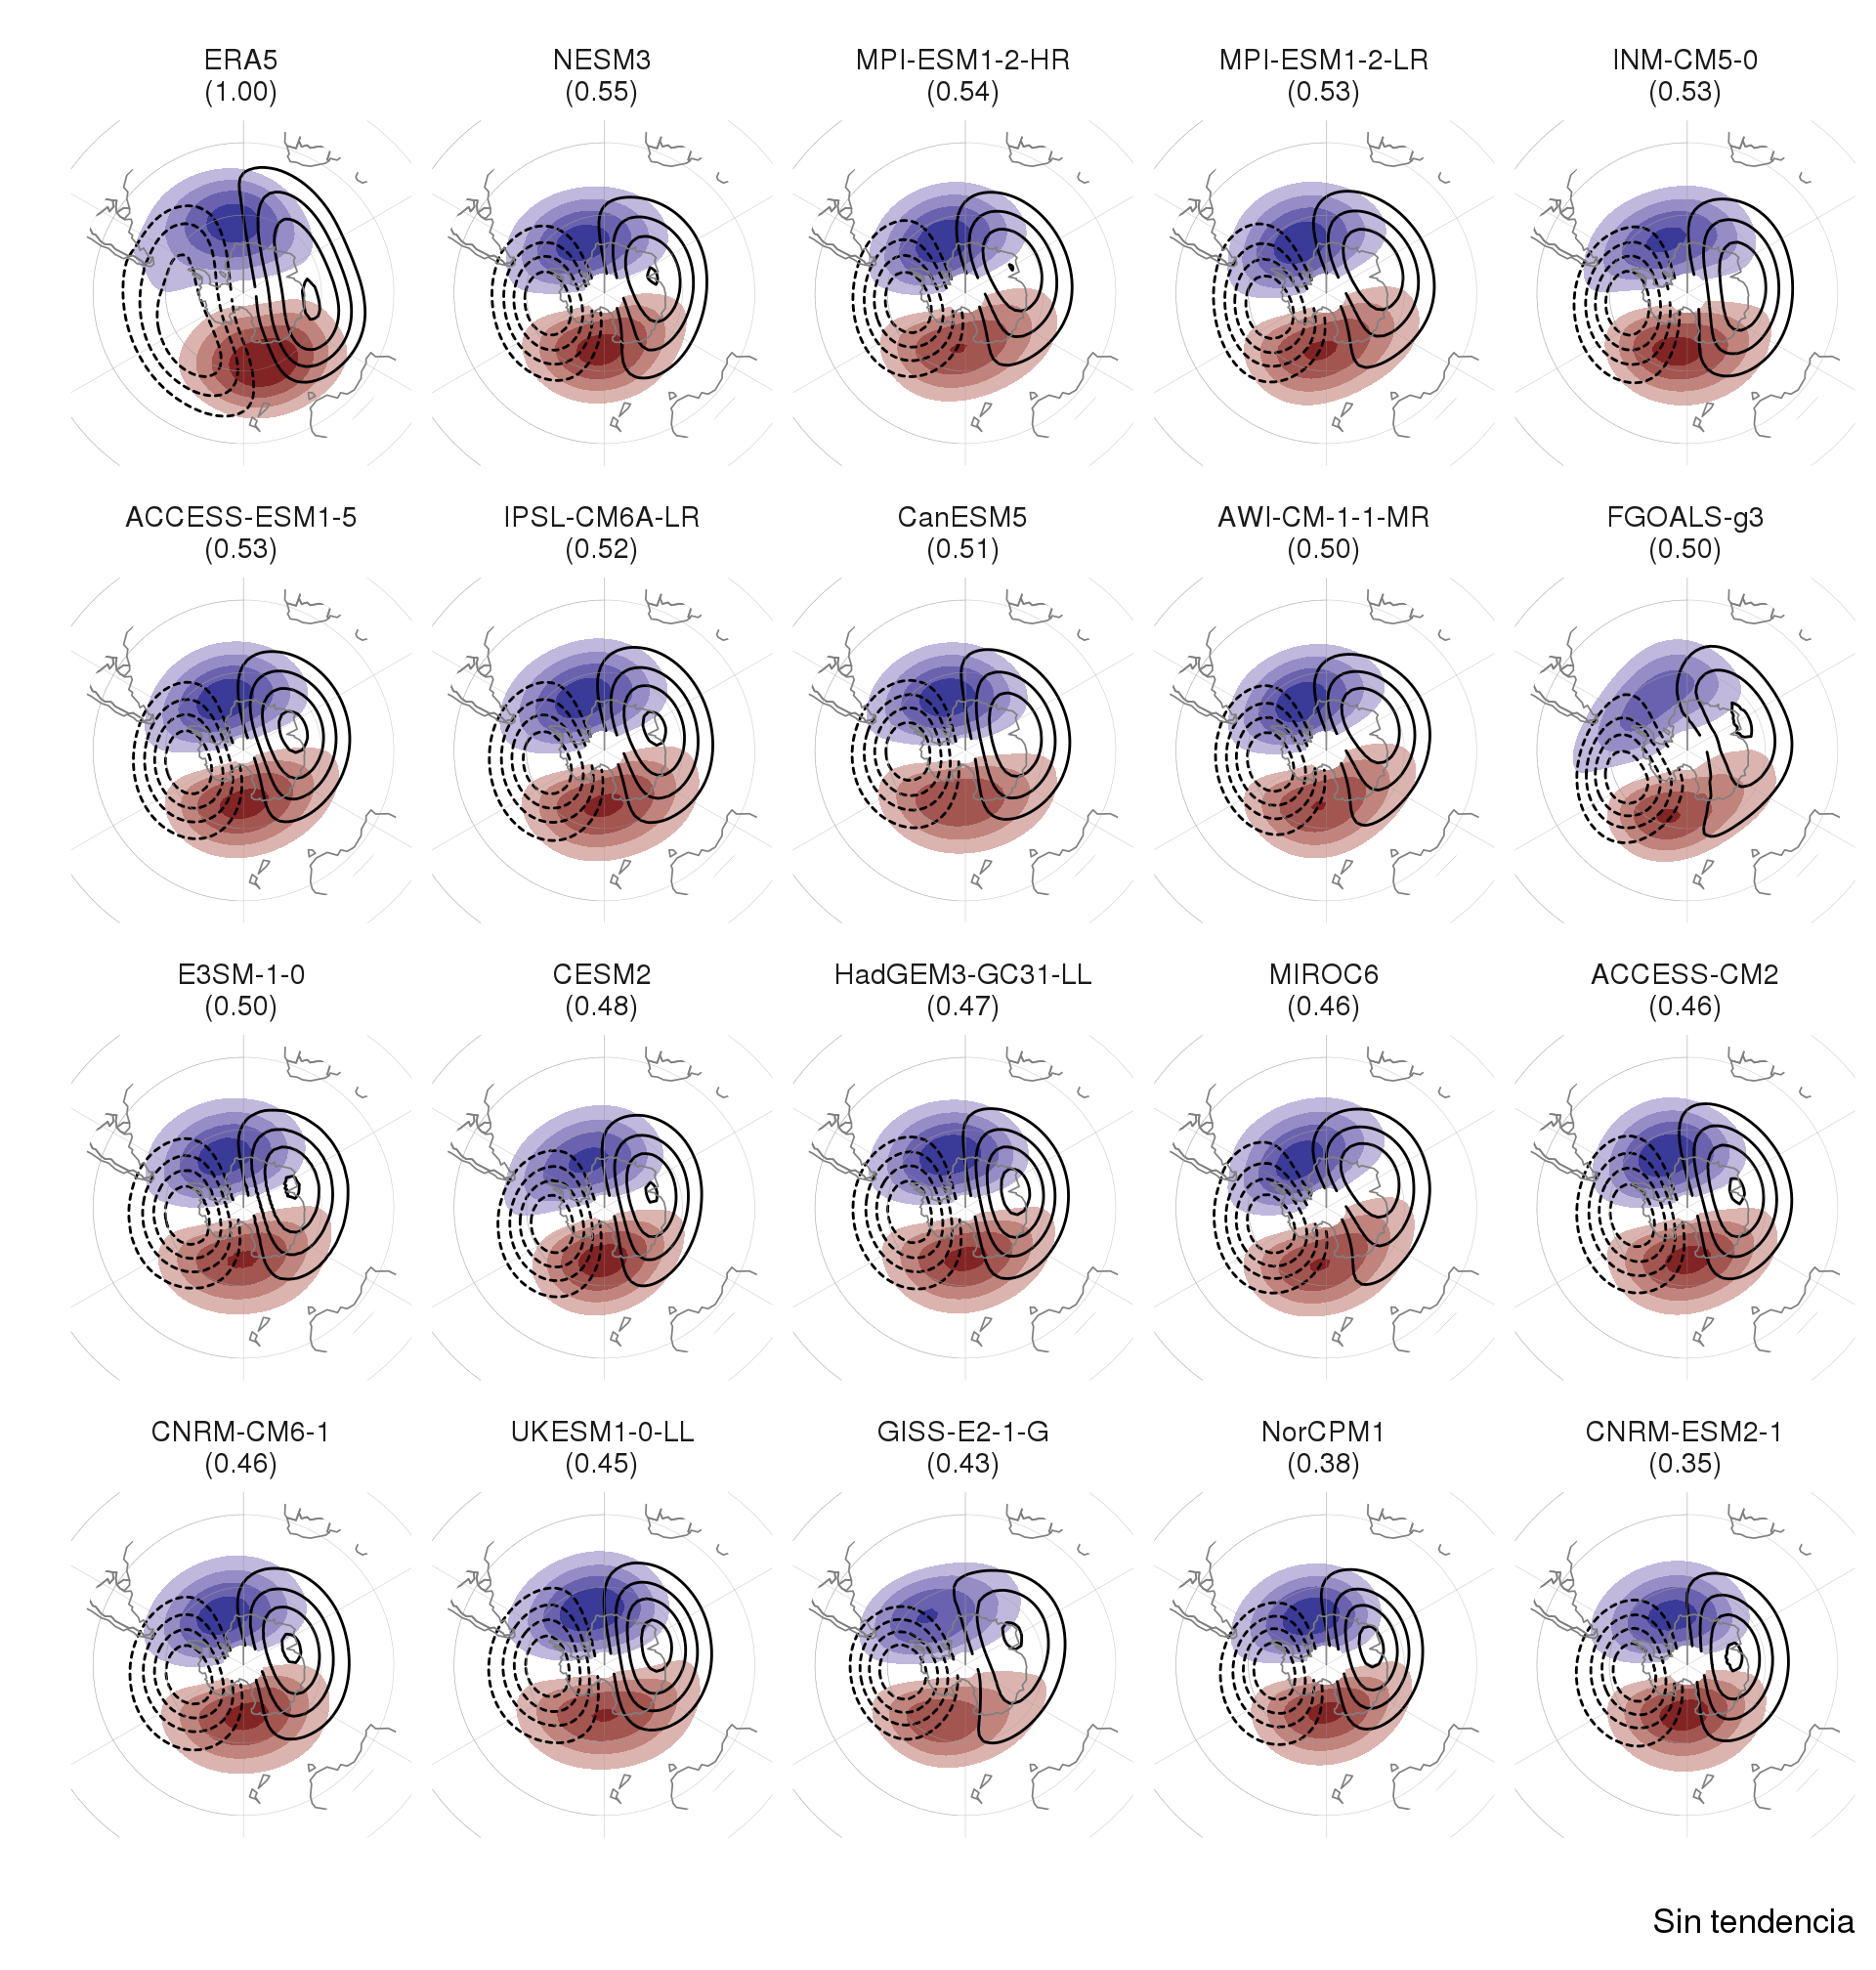 ERA5
(1.00)
NESM3
(0.55)
MPI-ESM1-2-HR
(0.54)
MPI-ESM1-2-LR
(0.53)
INM-CM5-0
(0.53)
ACCESS-ESM1-5
(0.53)
IPSL-CM6A-LR
(0.52)
CanESM5
(0.51)
AWI-CM-1-1-MR
(0.50)
FGOALS-g3
(0.50)
E3SM-1-0
(0.50)
CESM2
(0.48)
HadGEM3-GC31-LL
(0.47)
MIROC6
(0.46)
ACCESS-CM2
(0.46)
CNRM-CM6-1
(0.46)
UKESM1-0-LL
(0.45)
GISS-E2-1-G
(0.43)
NorCPM1
(0.38)
CNRM-ESM2-1
(0.35)
Sin tendencia